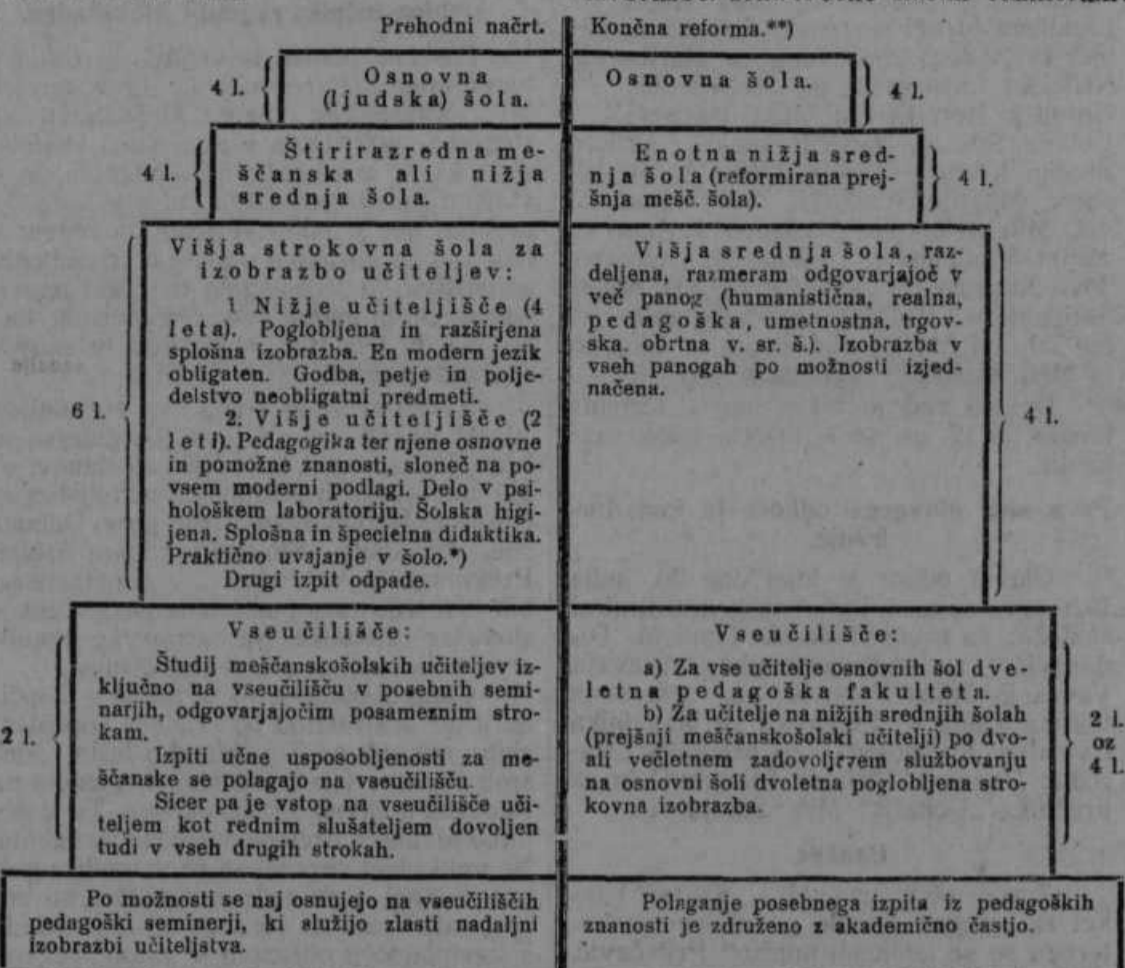 Prehodni načrt.
Končna reforma.**)
4 l.
Osnovna
(ljudska) šola.
Osnovna šola.
4 l.
4 l.
Štirirazredna me-
ščanska ali nižja
srednja šola.
Enotna nižja sred-
nja šola (reformirana prej-
šnja mešč. šola).
4 l.
6 l.
Višja strokovna šola za
izobrazbo učiteljev:
1 Nižje učiteljišče (4
leta). Poglobljena in razširjena
splošna izobrazba. En modern jezik
obligaten. Godba, petje in polje-
delstvo neobligatni predmeti.
2. Višje učiteljišče (2
leti). Pedagogika ter njene osnovne
in pomožne znanosti, sloneč na po-
vsem moderni podlagi. Delo v psi-
hološkem laboratoriju. Šolska higi-
jena. Splošna in špecielna didaktika.
Praktično uvajanje v šolo.*)
Drugi izpit odpade.
Višja srednja šola, raz-
deljena, razmeram odgovarjajoč v
več panog (humanistična, realna,
pedagoška, umetnostna, trgov-
ska, obrtna v. sr. š.). Izobrazba v
vseh panogah po možnosti izjed-
načena.
4 l.
2 l.
Vseučilišče:
Študij meščanskošolskih učiteljev iz-
ključno na vseučilišču v posebnih semi-
narjih, odgovarjajočim posameznim stro-
kam.
Izpiti učne usposobljenosti za me-
ščanske se polagajo na vseučilišču.
Sicer pa je vstop na vseučilišče uči-
teljem kot rednim slušateljem dovoljen
tudi v vseh drugih strokah.
Vseučilišče:
a) Za vse učitelje osnovnih šol dve-
letna pedagoška fakulteta.
b) Za učitelje na nižjih srednjih šolah
(prejšnji meščanskošolski učitelji) po dvo-
ali večletnem zadovoljivem službovanju
na osnovni šoli dvoletna poglobljena stro-
kovna izobrazba.
2 l.
oz
4 l.
Po možnosti se naj osnujejo na vseučiliščih
pedagoški seminerji, ki služijo zlasti nadaljni
izobrazbi učiteljstva.
Polaganje posebnega izpita iz pedagoških
znanosti je združeno z akademično častjo.